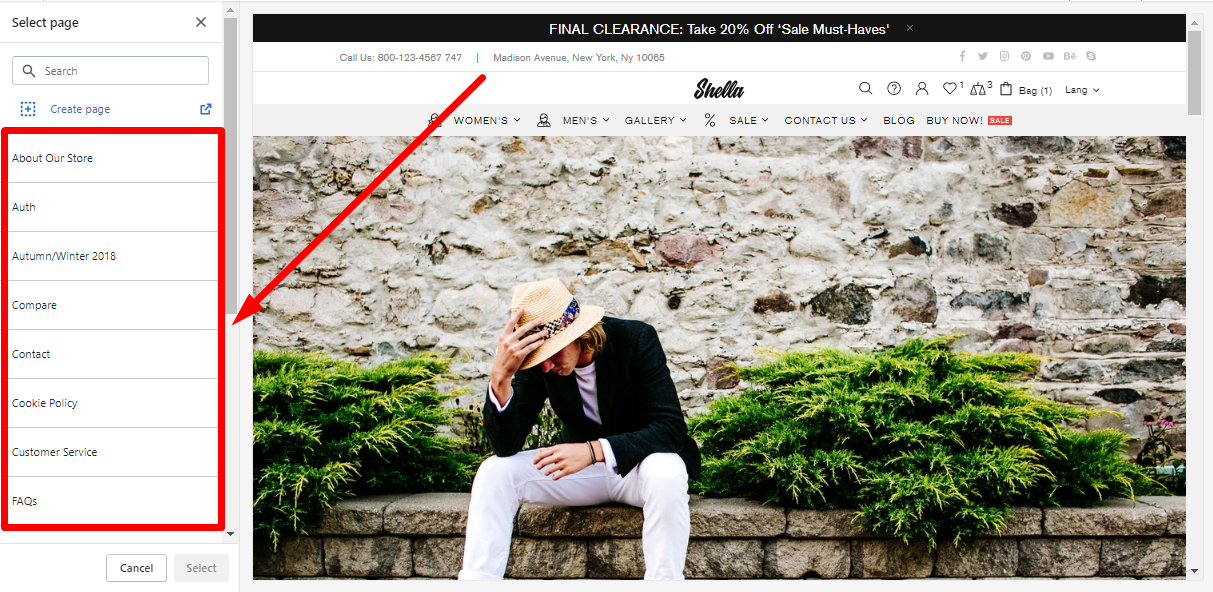 Select page
Search
Create page
About Our Store
Auth
Autumn/Winter 2018
Compare
Contact
Cookie Policy
Customer Service
FAQs
Cancel
Select
FINAL CLEARANCE: Take 20% Off ‘Sale Must-Haves'
Call Us: 800-123-4567 747 | Madison Avenue, New York, Ny 10065
Shella
1 3 Bag (1) Lang
WOMEN'S MEN'S GALLERY % SALE CONTACT US BLOG BUY NOW! SALE